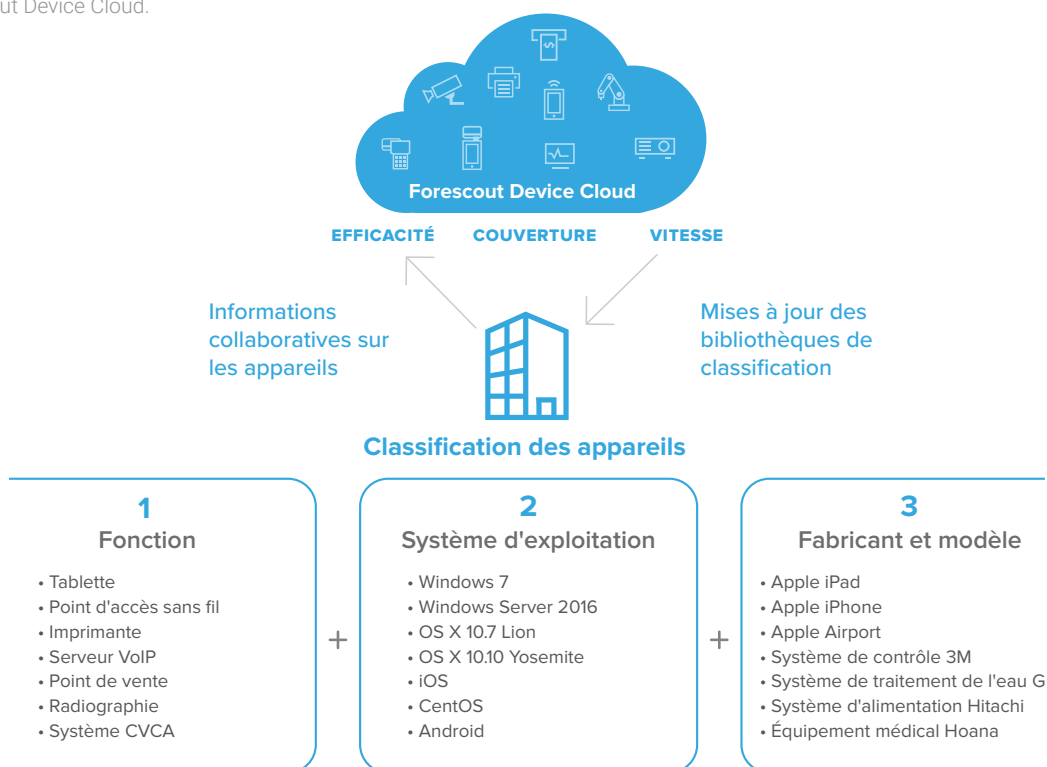 ut Device Cloud.
Forescout Device Cloud
EFFICACITÉ COUVERTURE VITESSE
Informations
collaboratives sur
les appareils
Mises à jour des
bibliothèques de
classification
Classification des appareils
1
Fonction
• Tablette
• Point d'accès sans fil
• Imprimante
• Serveur VoIP
• Point de vente
• Radiographie
• Système CVCA
+
2
Système d'exploitation
• Windows 7
• Windows Server 2016
• OS X 10.7 Lion
• OS X 10.10 Yosemite
• iOS
• CentOS
• Android
+
3
Fabricant et modèle
• Apple iPad
• Apple iPhone
• Apple Airport
• Système de contrôle 3M
• Système de traitement de l'eau G
• Système d'alimentation Hitachi
• Équipement médical Hoana